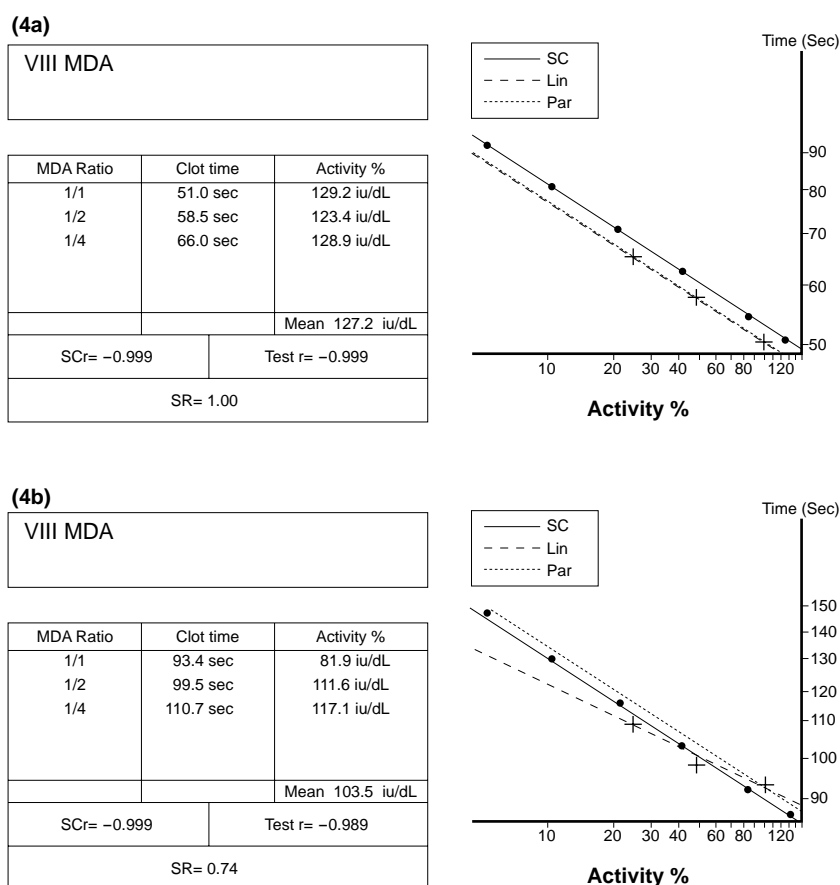 (4a)
VIII MDA
MDA Ratio Clot time Activity %
1/1 51.0 sec 129.2 iu/dL
1/2 58.5 sec 123.4 iu/dL
1/4 66.0 sec 128.9 iu/dL
Mean 127.2 iu/dL
SCr= −0.999 Test r= −0.999
SR= 1.00
Time (Sec)
SC
Lin
Par
90
80
70
60
50
10 20 30 40 60 80 120
Activity %
(4b)
VIII MDA
MDA Ratio Clot time Activity %
1/1 93.4 sec 81.9 iu/dL
1/2 99.5 sec 111.6 iu/dL
1/4 110.7 sec 117.1 iu/dL
Mean 103.5 iu/dL
SCr= −0.999 Test r= −0.989
SR= 0.74
Time (Sec)
SC
Lin
Par
150
140
130
120
110
100
90
10 20 30 40 60 80 120
Activity %